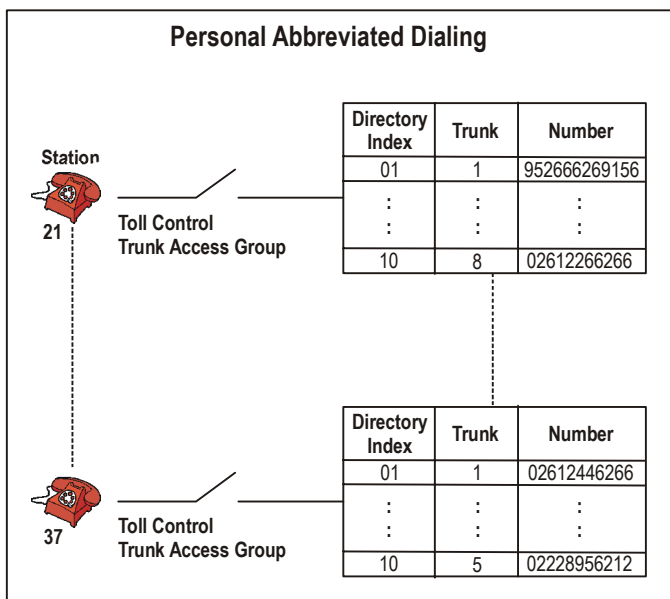 Personal Abbreviated Dialing
Directory Index Trunk Number
01 1 952666269156
: : :
: : :
10 8 02612266266
Station
21
Toll Control
Trunk Access Group
Directory Index Trunk Number
01 1 02612446266
: : :
: : :
10 5 02228956212
37
Toll Control
Trunk Access Group